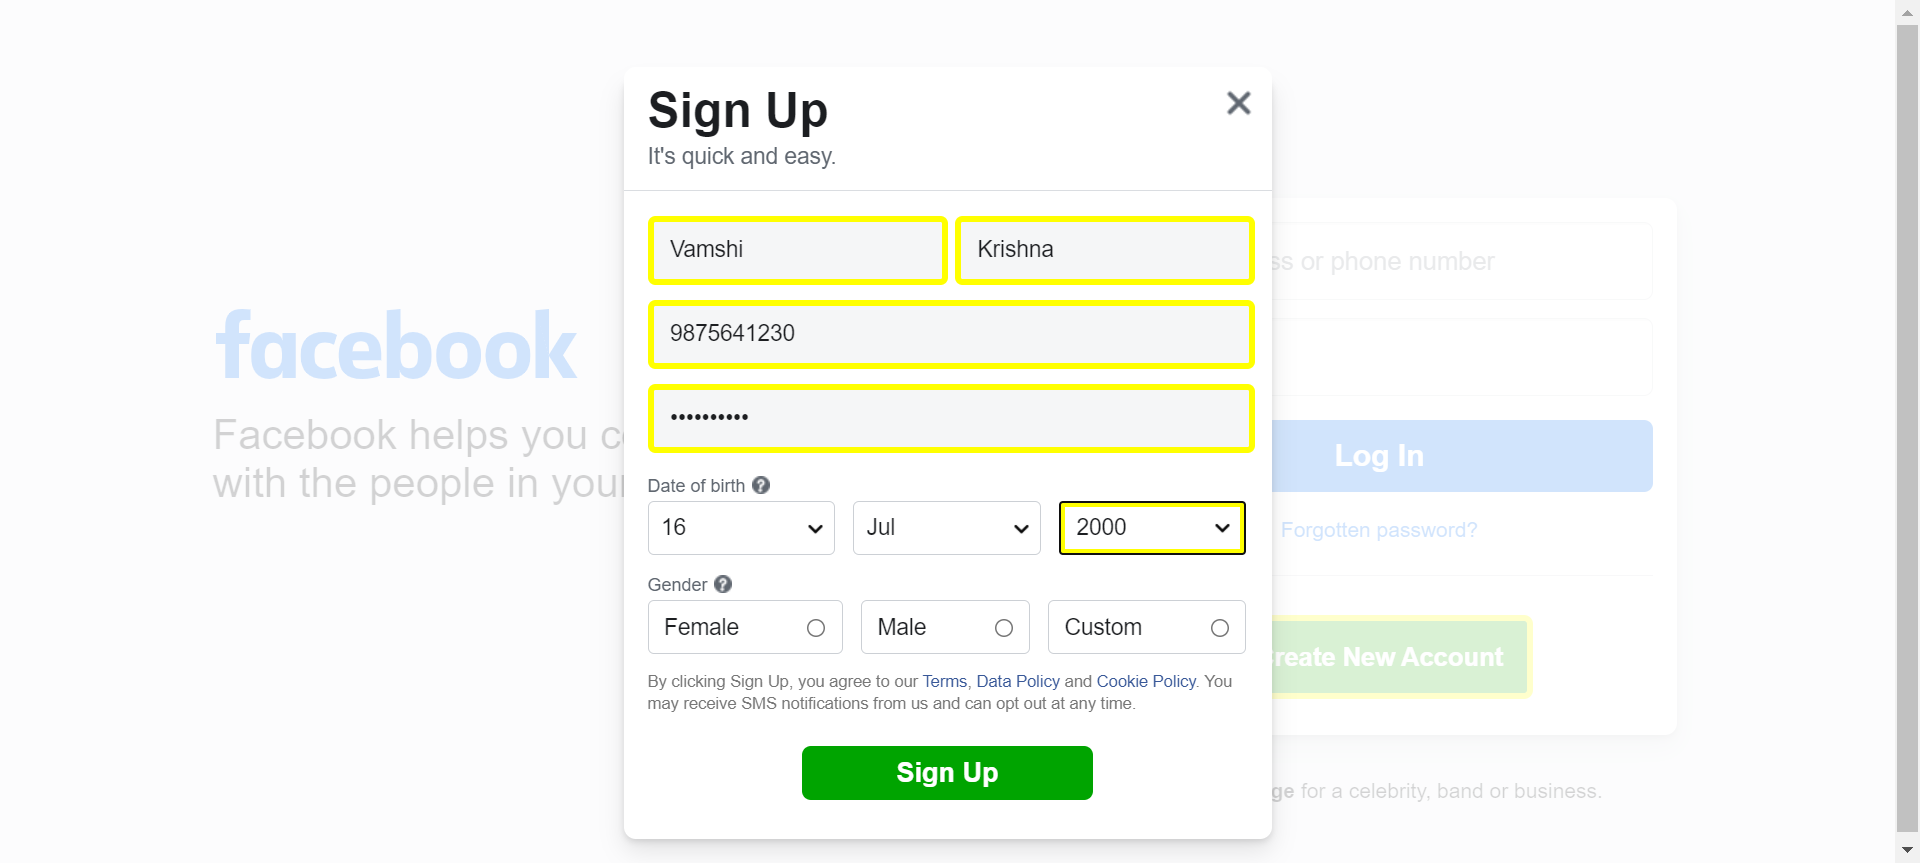 Sign Up
It's quick and easy.
Vamshi
Krishna
9875641230
••••••••••
Date of birth ?
16
Jul
2000
Gender ?
Female
Male
Custom
By clicking Sign Up, you agree to our Terms, Data Policy and Cookie Policy. You
may receive SMS notifications from us and can opt out at any time.
Sign Up
facebook
Facebook helps you c
with the people in your
or phone number
Log In
Forgotten password?
reate New Account
ge for a celebrity, band or business.